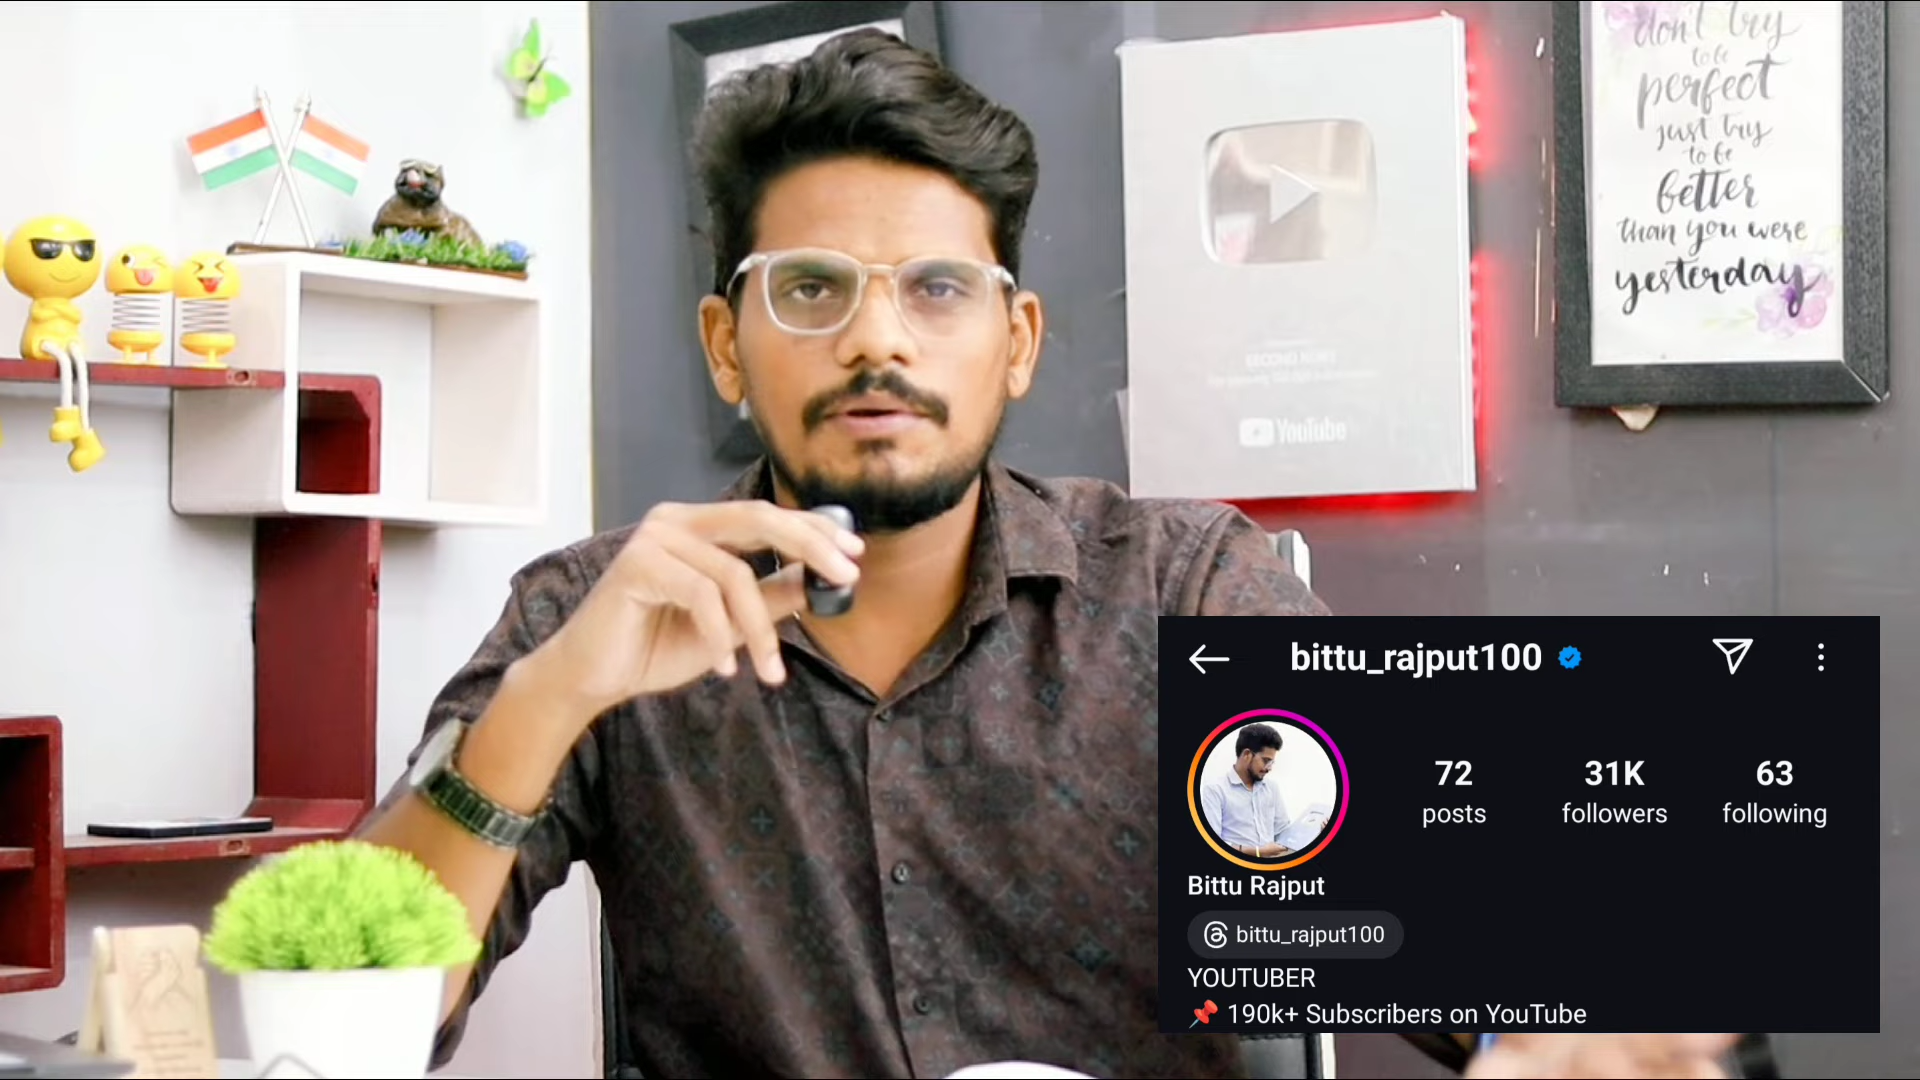 don't try
to be
perfect
just try
to be
better
than you were
yesterday
YouTube
bittu_rajput100
72
posts
31K
followers
63
following
Bittu Rajput
bittu_rajput100
YOUTUBER
📌 190k+ Subscribers on YouTube